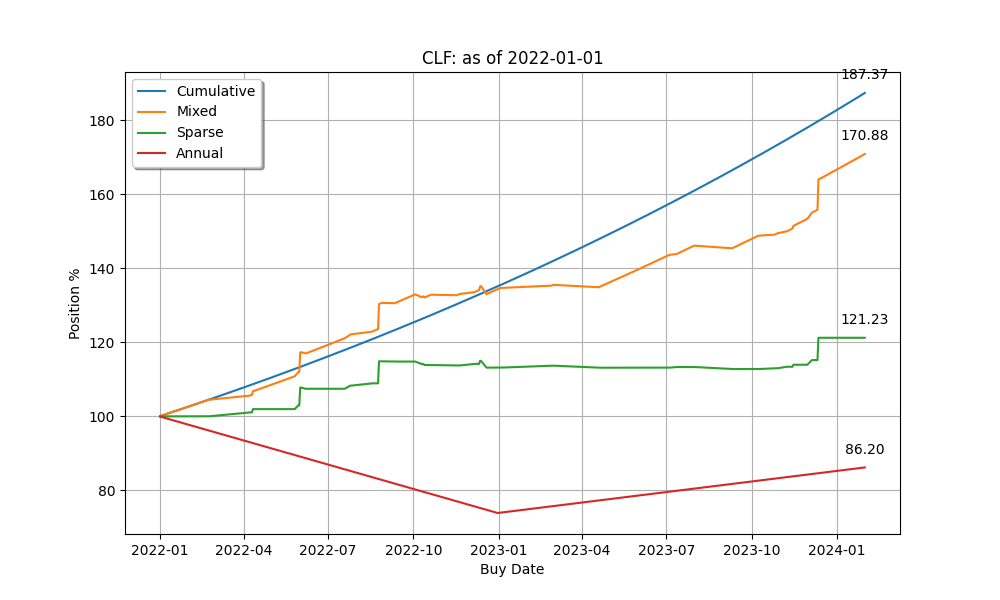 CLF: as of 2022-01-01
187.37
Cumulative
Mixed
Sparse
Annual
170.88
121.23
86.20
180
160
140
120
100
80
Position %
2022-01 2022-04 2022-07 2022-10 2023-01 2023-04 2023-07 2023-10 2024-01
Buy Date